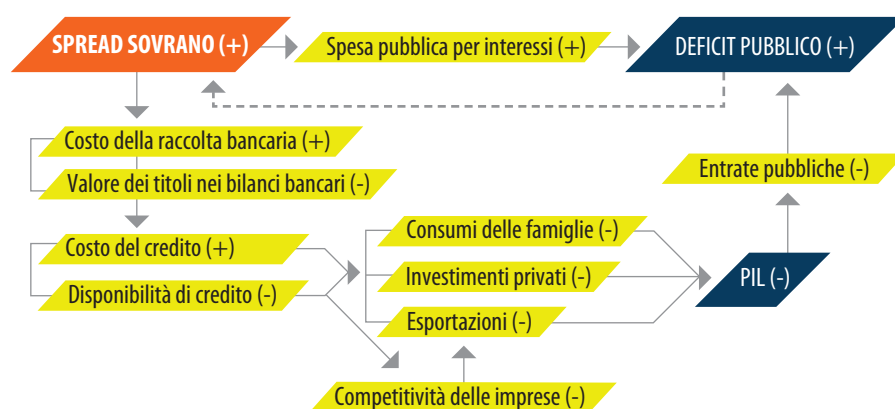 SPREAD SOVRANO (+)
Spesa pubblica per interessi (+)
DEFICIT PUBBLICO (+)
Costo della raccolta bancaria (+)
Valore dei titoli nei bilanci bancari (-)
Entrate pubbliche (-)
Costo del credito (+)
Disponibilità di credito (-)
Consumi delle famiglie (-)
Investimenti privati (-)
Esportazioni (-)
PIL (-)
Competitività delle imprese (-)